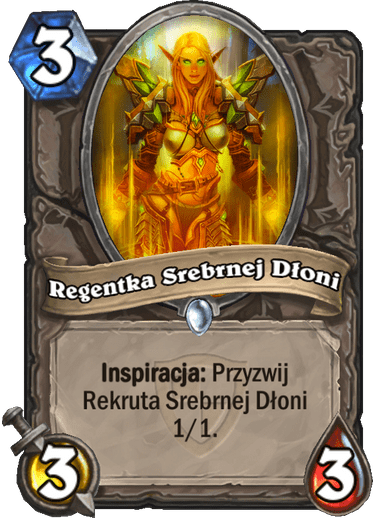 3
Regentka Srebrnej Dłoni
Inspiracja: Przyzwij
Rekruta Srebrnej Dłoni
1/1.
3
3